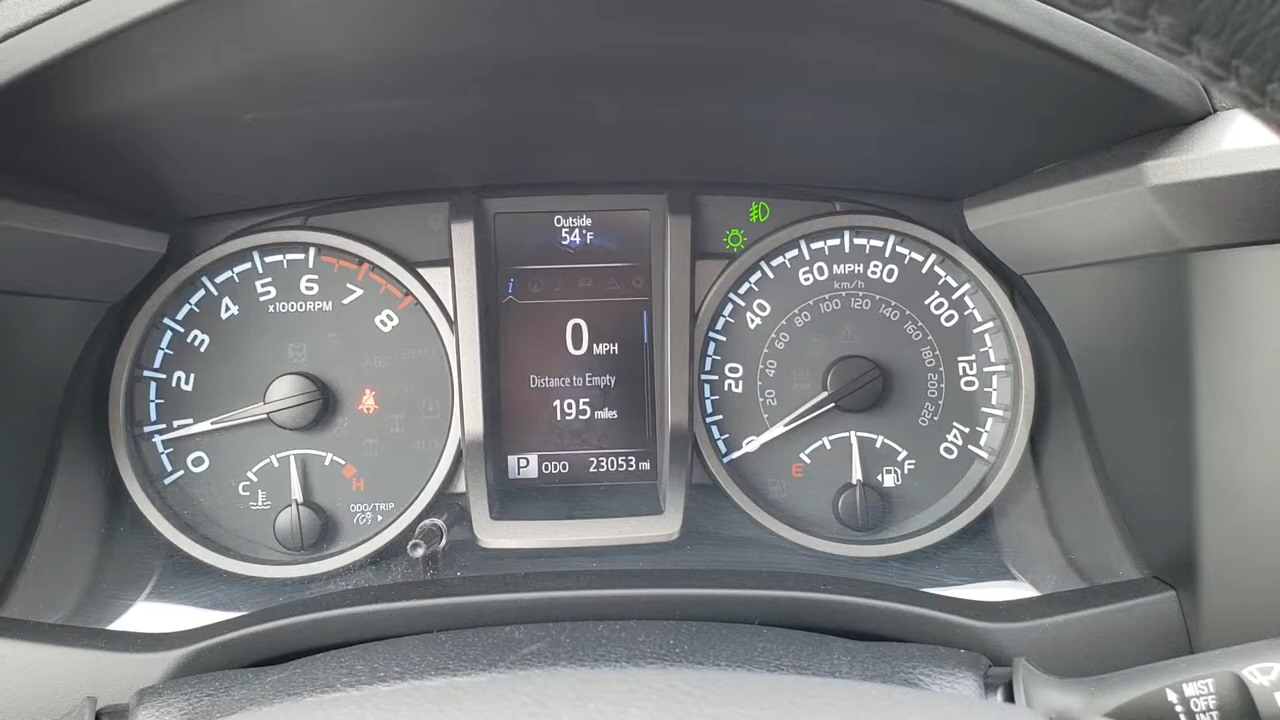 Outside
54°F
0 MPH
Distance to Empty
195 miles
P ODO 23053 mi
0
1
2
3
4
5
6
7
8
x1000RPM
C
H
ODO/TRIP
0
20
40
60
80
100
120
140
MPH
km/h
20
40
60
80
100
120
140
160
180
200
220
E
F
MIST
OFF
INT
ABS